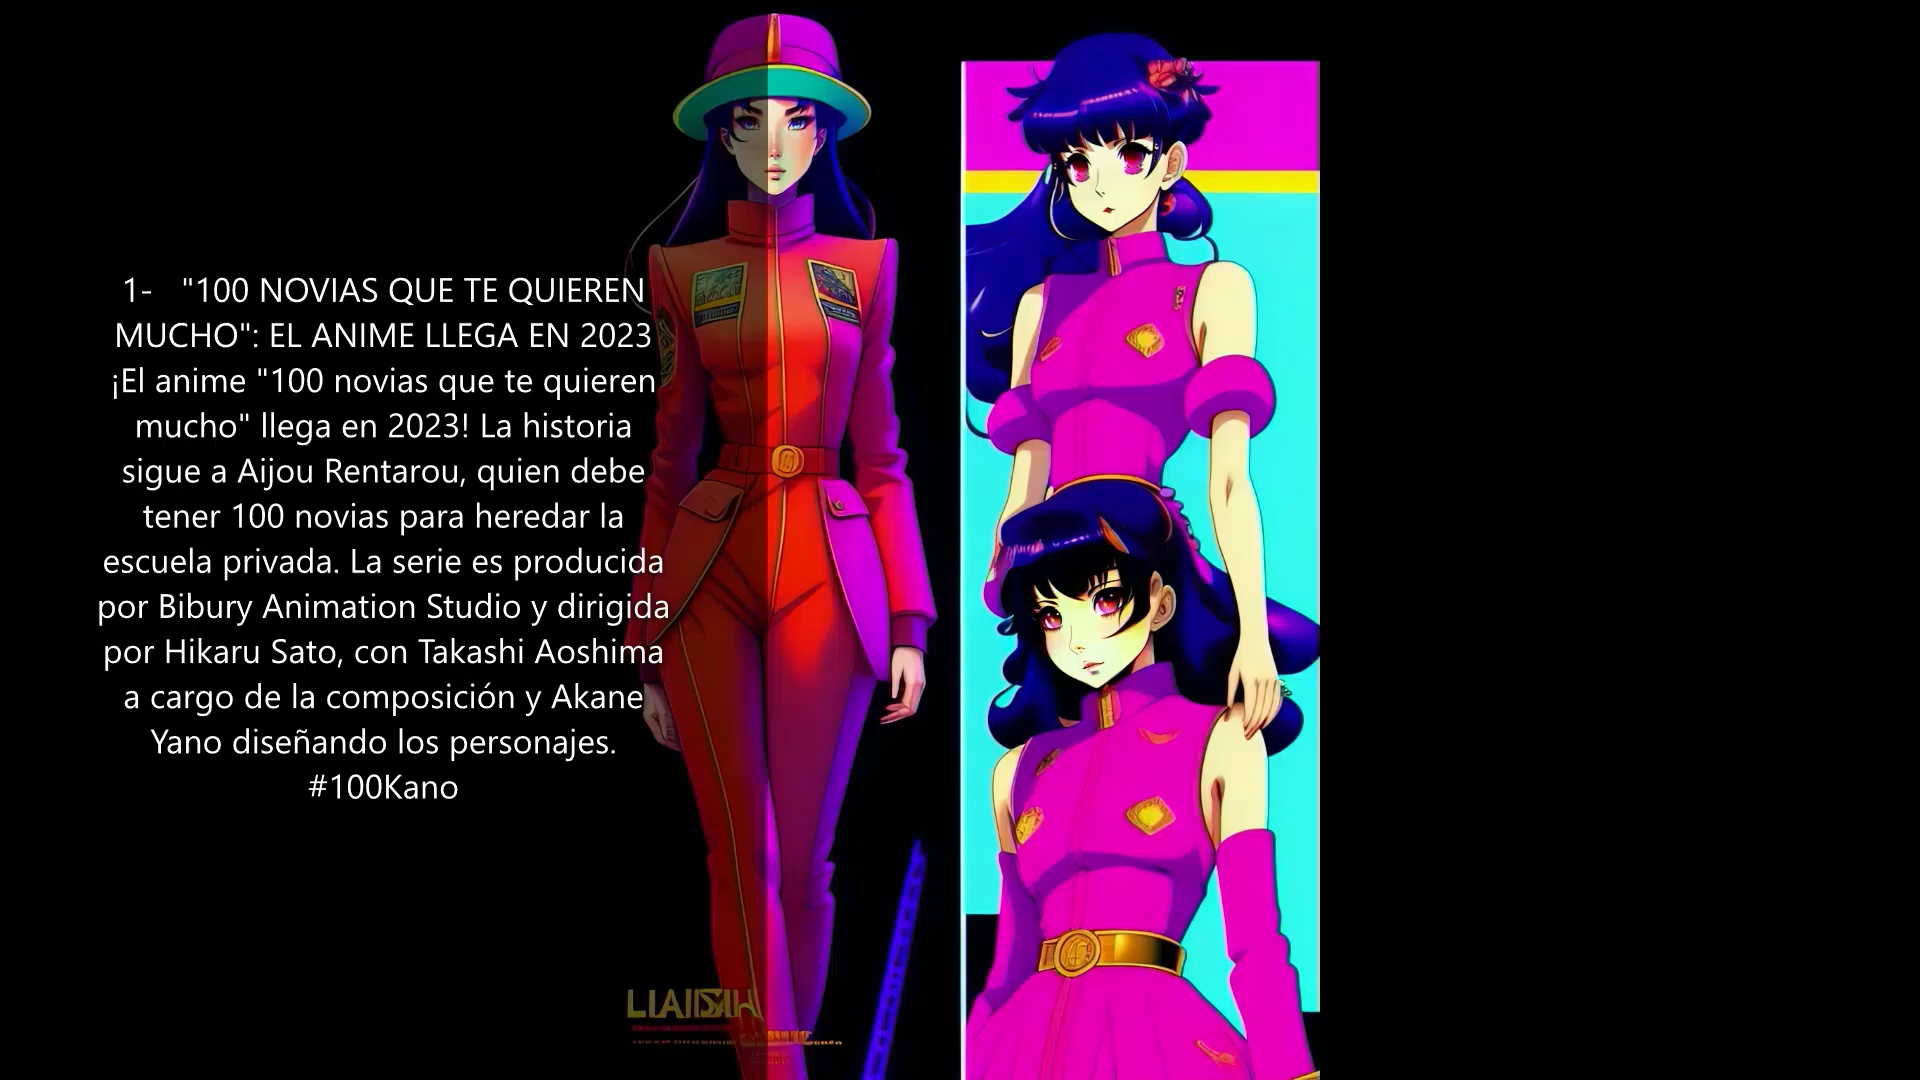 1-   "100 NOVIAS QUE TE QUIEREN
MUCHO": EL ANIME LLEGA EN 2023
¡El anime "100 novias que te quieren
mucho" llega en 2023! La historia
sigue a Aijou Rentarou, quien debe
tener 100 novias para heredar la
escuela privada. La serie es producida
por Bibury Animation Studio y dirigida
por Hikaru Sato, con Takashi Aoshima
a cargo de la composición y Akane
Yano diseñando los personajes.
#100Kano